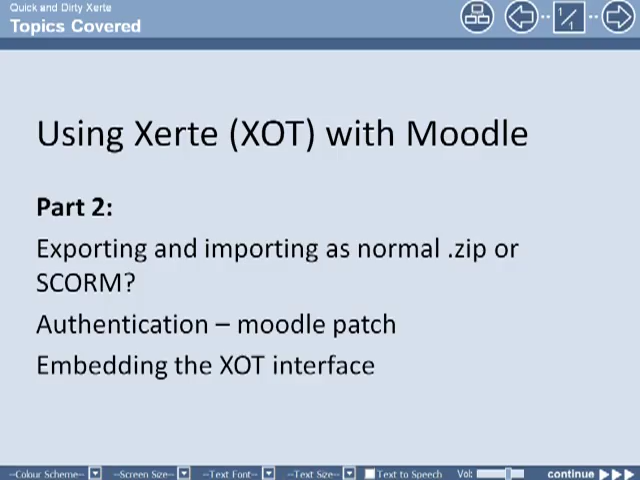 Quick and Dirty Xerte
Topics Covered
1/1
Using Xerte (XOT) with Moodle
Part 2:
Exporting and importing as normal .zip or
SCORM?
Authentication – moodle patch
Embedding the XOT interface
--Colour Scheme-- --Screen Size-- --Text Font-- --Text Size-- Text to Speech Vol: continue